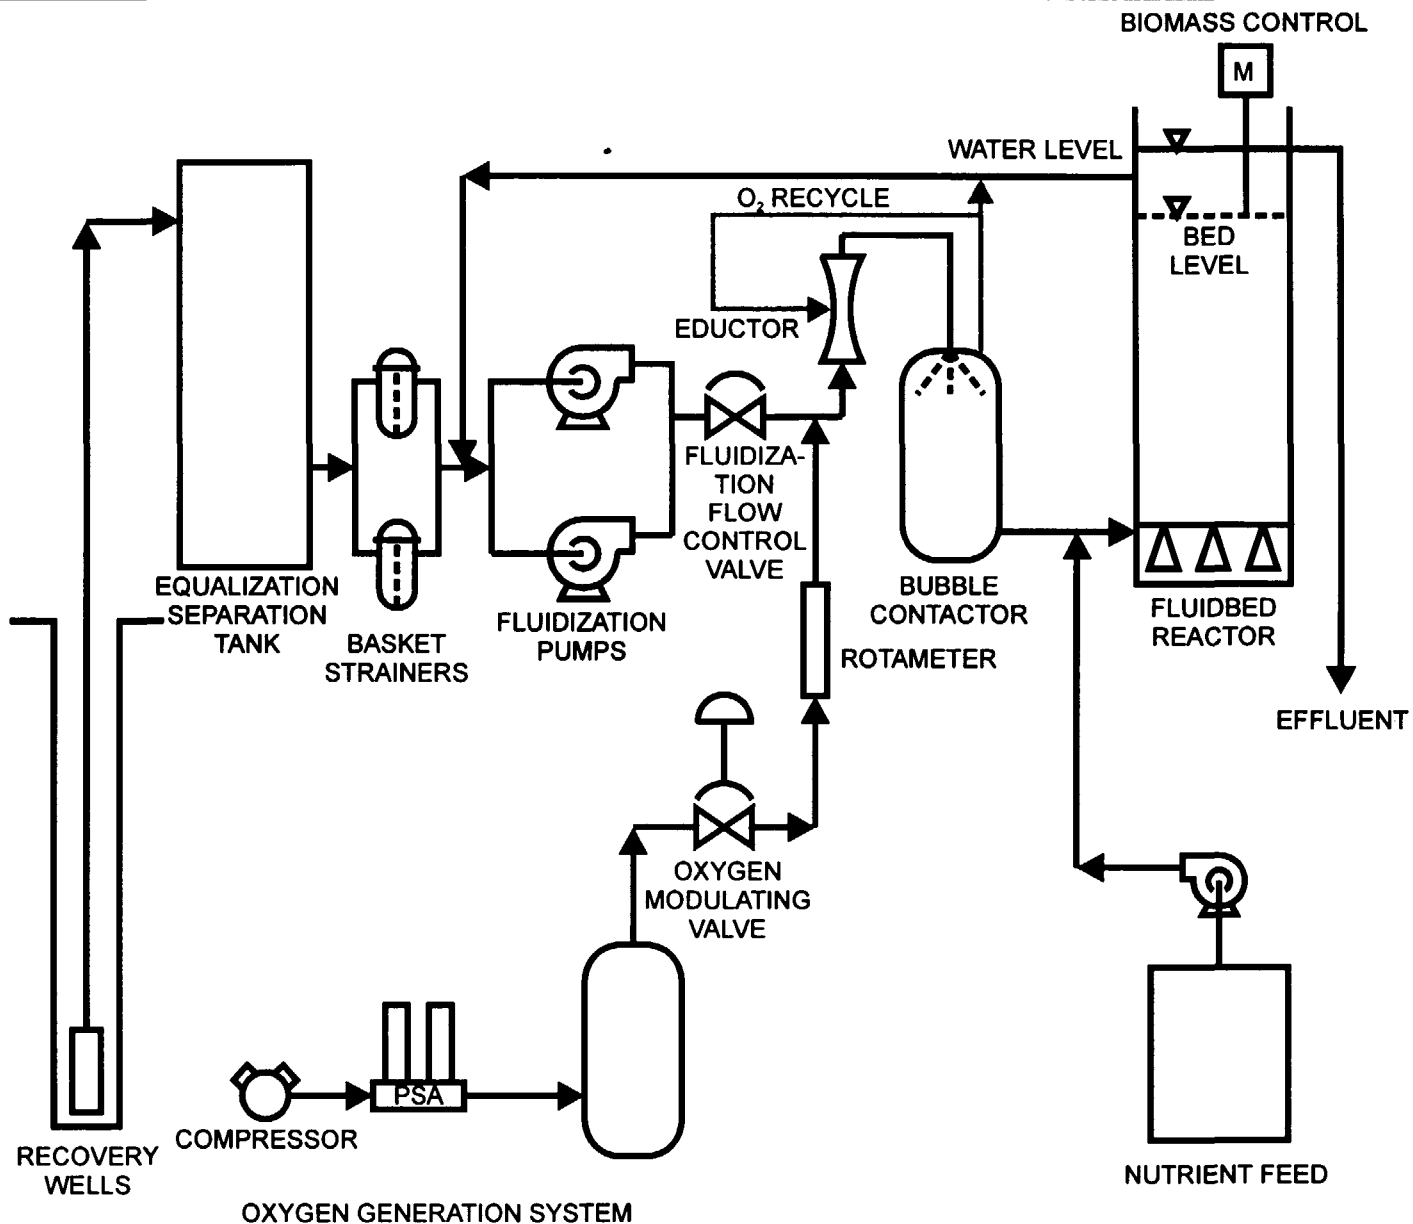 BIOMASS CONTROL
M
WATER LEVEL
O₂ RECYCLE
BED
LEVEL
EDUCTOR
FLUIDIZA-
TION
FLOW
CONTROL
VALVE
EQUALIZATION
SEPARATION
TANK
BASKET
STRAINERS
FLUIDIZATION
PUMPS
BUBBLE
CONTACTOR
FLUIDBED
REACTOR
ROTAMETER
EFFLUENT
OXYGEN
MODULATING
VALVE
PSA
COMPRESSOR
RECOVERY
WELLS
NUTRIENT FEED
OXYGEN GENERATION SYSTEM